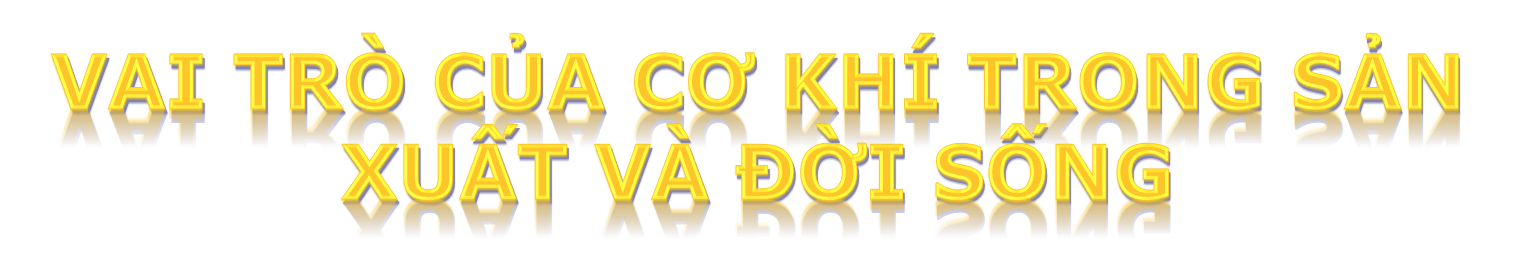 VAI TRÒ CỦA CƠ KHÍ TRONG SẢN
XUẤT VÀ ĐỜI SỐNG